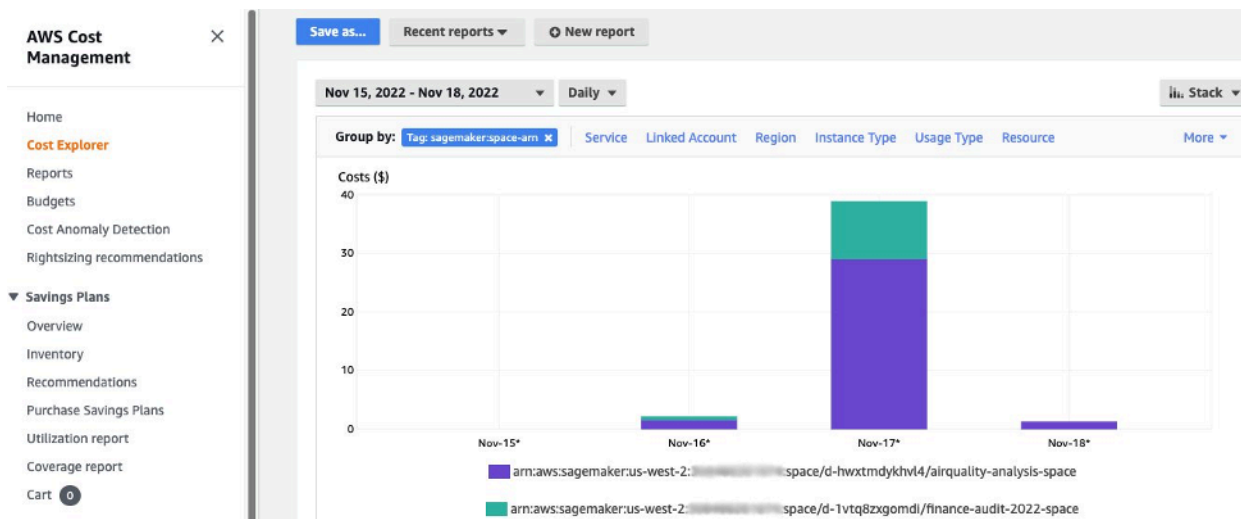 AWS Cost
Management
Home
Cost Explorer
Reports
Budgets
Cost Anomaly Detection
Rightsizing recommendations
Savings Plans
Overview
Inventory
Recommendations
Purchase Savings Plans
Utilization report
Coverage report
Cart 0
Save as... Recent reports New report
Nov 15, 2022 - Nov 18, 2022 Daily Stack
Group by: Tag: sagemaker:space-arn × Service Linked Account Region Instance Type Usage Type Resource More
Costs ($)
40
30
20
10
0
Nov-15* Nov-16* Nov-17* Nov-18*
arn:aws:sagemaker:us-west-2: :space/d-hwxtmdykhvl4/airquality-analysis-space
arn:aws:sagemaker:us-west-2: :space/d-1vtq8zxgomdi/finance-audit-2022-space